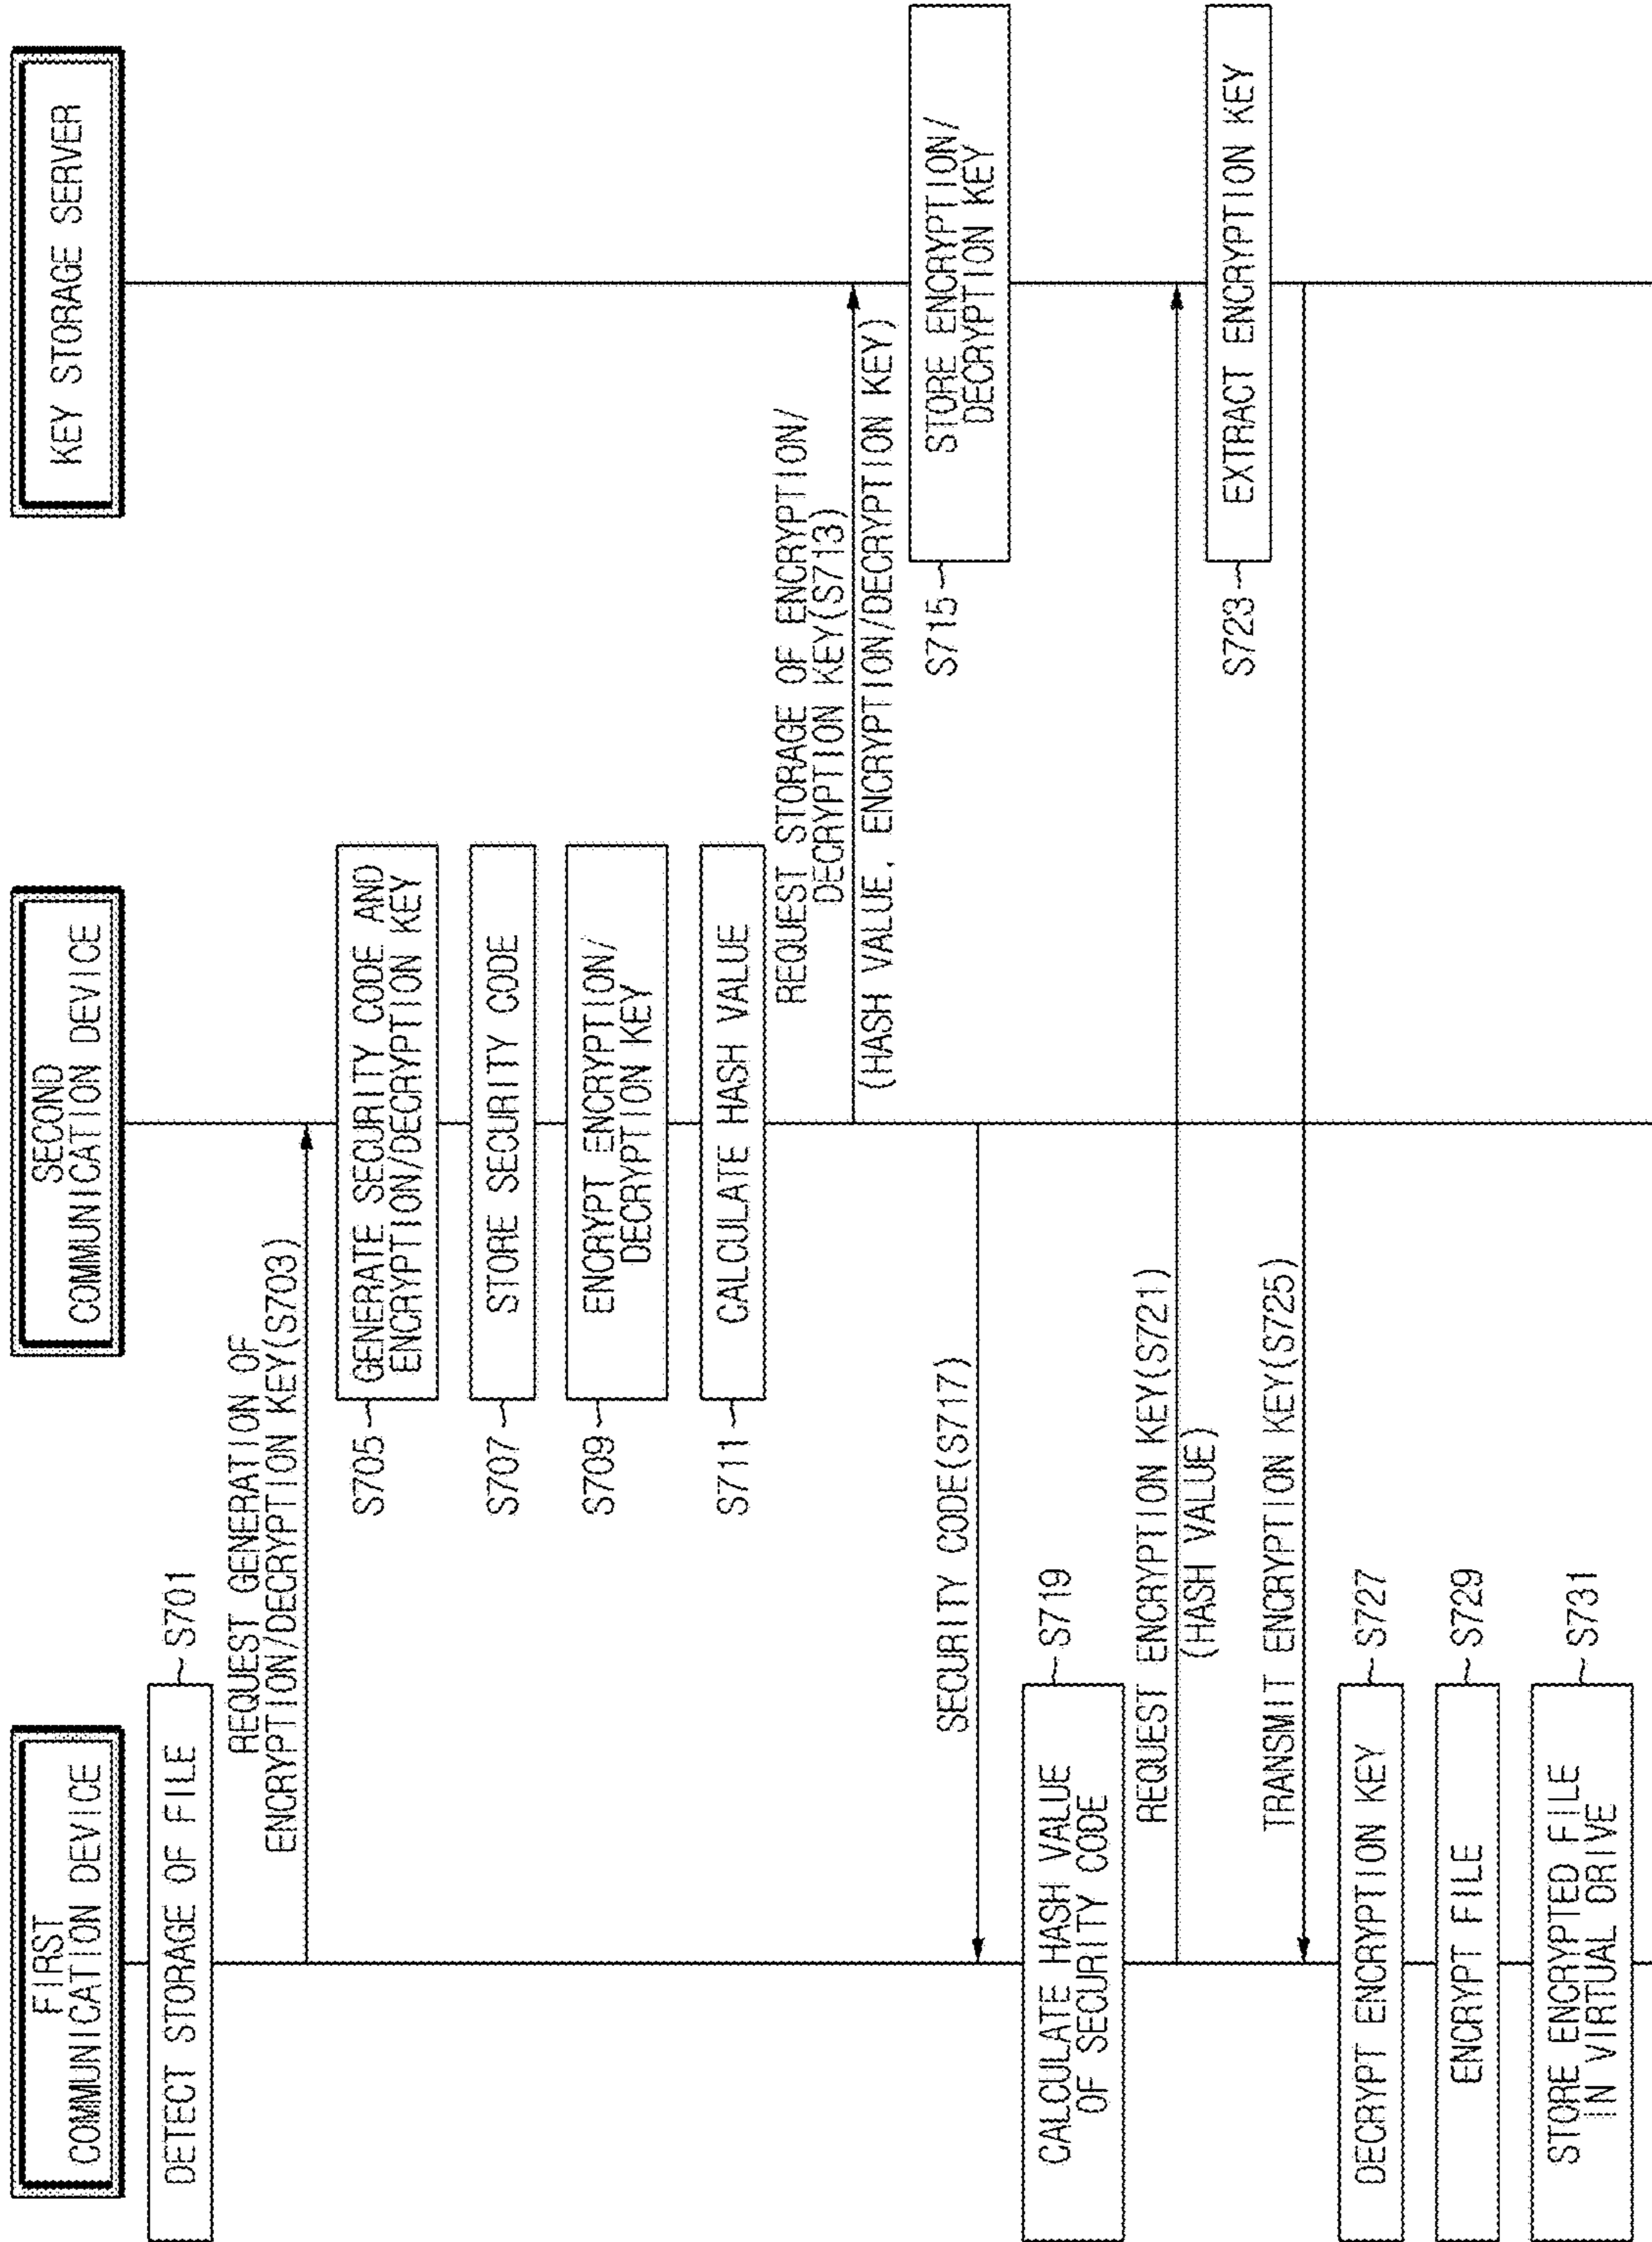 FIRST
COMMUNICATION DEVICE
SECOND
COMMUNICATION DEVICE
KEY STORAGE SERVER
DETECT STORAGE OF FILE
S701
REQUEST GENERATION OF
ENCRYPTION/DECRYPTION KEY(S703)
S705
GENERATE SECURITY CODE AND
ENCRYPTION/DECRYPTION KEY
S707
STORE SECURITY CODE
S709
ENCRYPT ENCRYPTION/
DECRYPTION KEY
S711
CALCULATE HASH VALUE
REQUEST STORAGE OF ENCRYPTION/
DECRYPTION KEY(S713)
(HASH VALUE, ENCRYPTION/DECRYPTION KEY)
S715
STORE ENCRYPTION/
DECRYPTION KEY
SECURITY CODE(S717)
CALCULATE HASH VALUE
OF SECURITY CODE
S719
REQUEST ENCRYPTION KEY(S721)
(HASH VALUE)
S723
EXTRACT ENCRYPTION KEY
TRANSMIT ENCRYPTION KEY(S725)
DECRYPT ENCRYPTION KEY
S727
ENCRYPT FILE
S729
STORE ENCRYPTED FILE
IN VIRTUAL DRIVE
S731